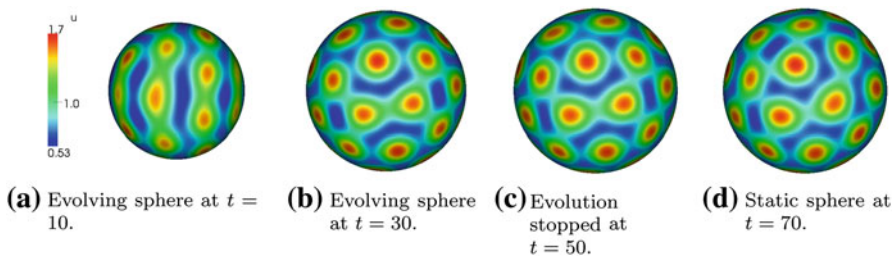 u
1.7
1.0
0.53
(a) Evolving sphere at t =
10.
(b) Evolving sphere
at t = 30.
(c) Evolution
stopped at
t = 50.
(d) Static sphere at
t = 70.